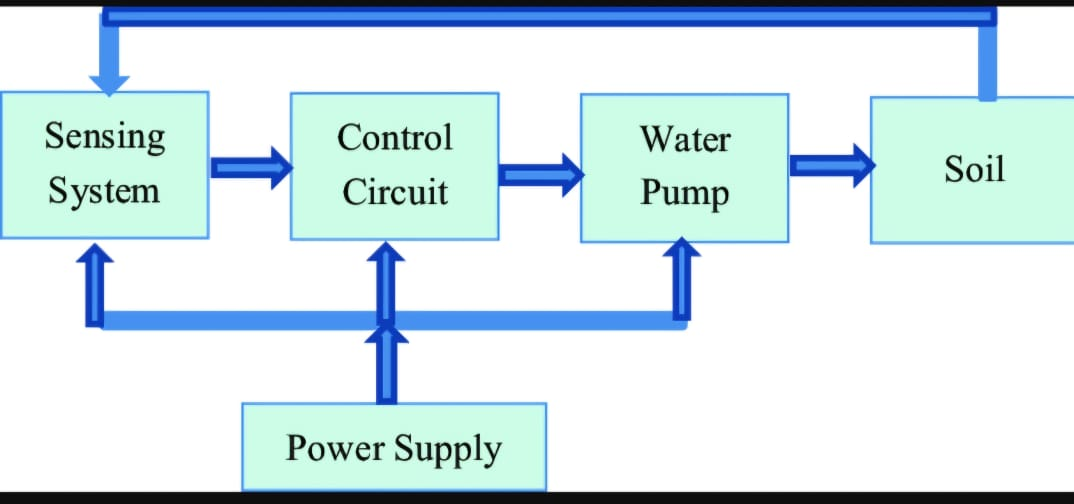 Sensing
System
Control
Circuit
Water
Pump
Soil
Power Supply